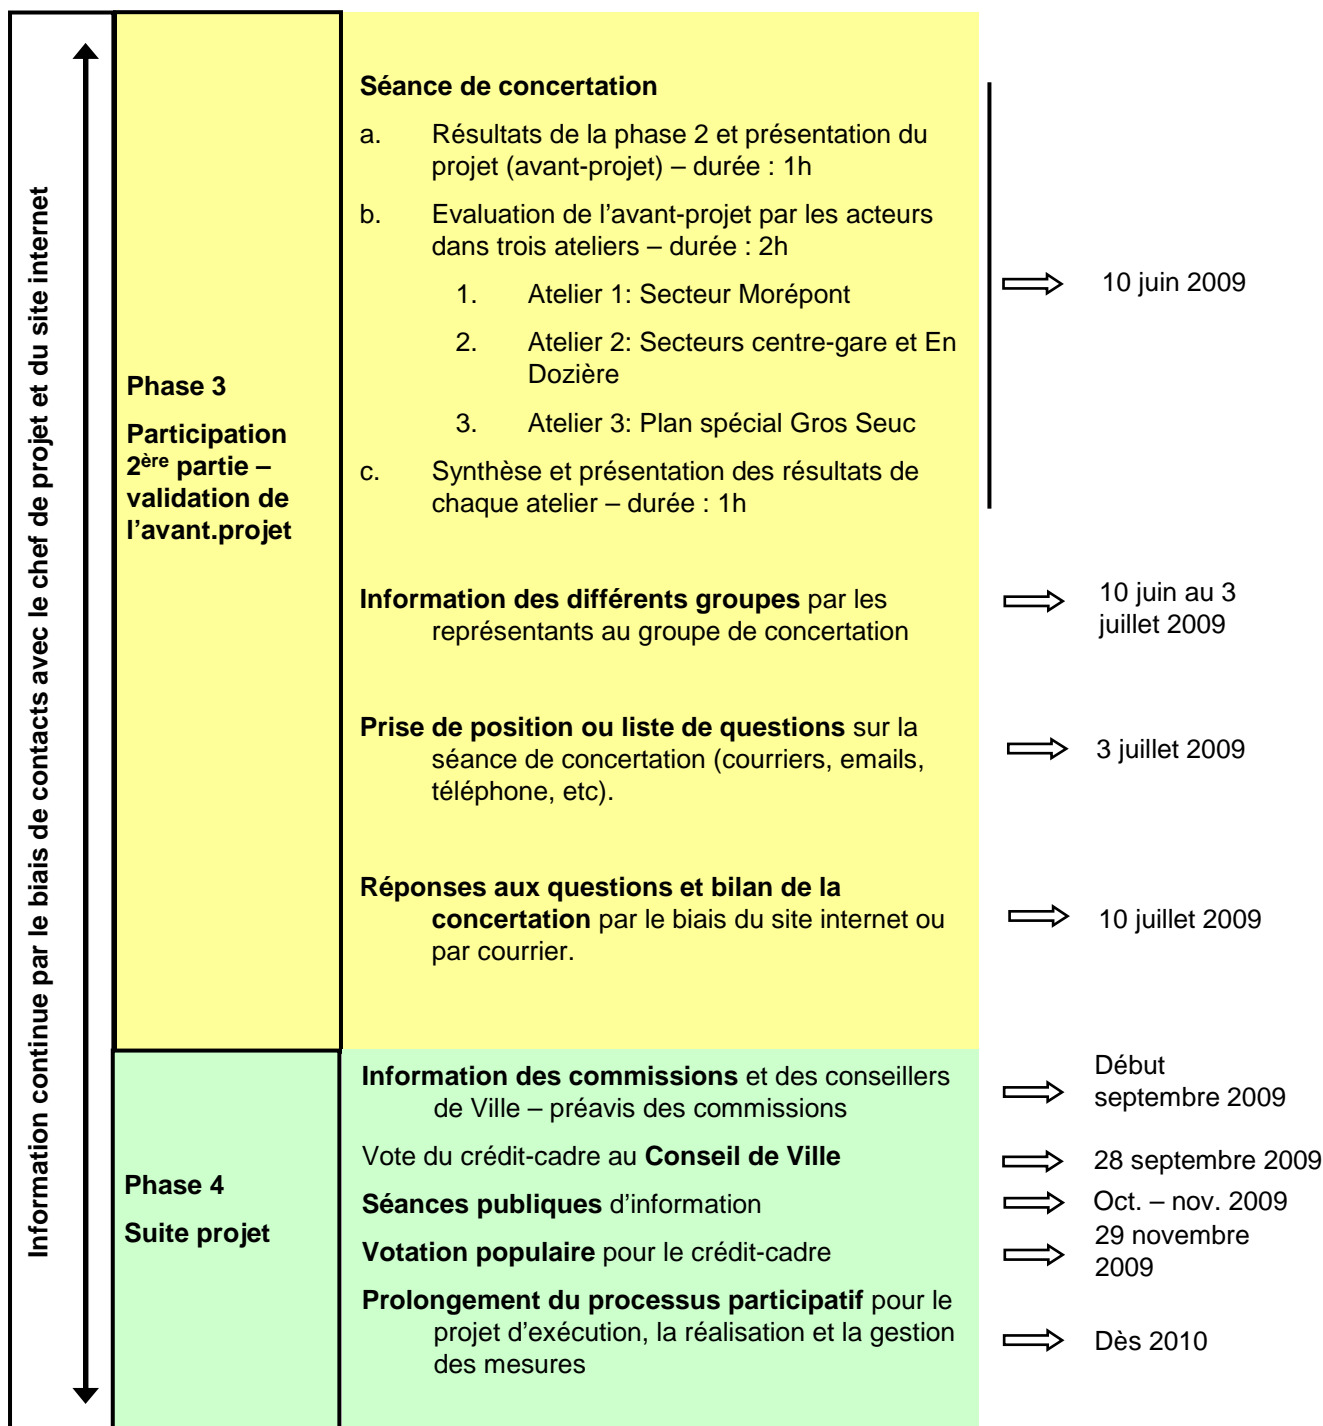 Information continue par le biais de contacts avec le chef de projet et du site internet
Phase 3
Participation
2ère partie –
validation de
l’avant.projet
Séance de concertation
a. Résultats de la phase 2 et présentation du
projet (avant-projet) – durée : 1h
b. Evaluation de l’avant-projet par les acteurs
dans trois ateliers – durée : 2h
1. Atelier 1: Secteur Morépont
2. Atelier 2: Secteurs centre-gare et En
Dozière
3. Atelier 3: Plan spécial Gros Seuc
c. Synthèse et présentation des résultats de
chaque atelier – durée : 1h
10 juin 2009
Information des différents groupes par les
représentants au groupe de concertation
10 juin au 3
juillet 2009
Prise de position ou liste de questions sur la
séance de concertation (courriers, emails,
téléphone, etc).
3 juillet 2009
Réponses aux questions et bilan de la
concertation par le biais du site internet ou
par courrier.
10 juillet 2009
Phase 4
Suite projet
Information des commissions et des conseillers
de Ville – préavis des commissions
Début
septembre 2009
Vote du crédit-cadre au Conseil de Ville
28 septembre 2009
Séances publiques d’information
Oct. – nov. 2009
Votation populaire pour le crédit-cadre
29 novembre
2009
Prolongement du processus participatif pour le
projet d’exécution, la réalisation et la gestion
des mesures
Dès 2010